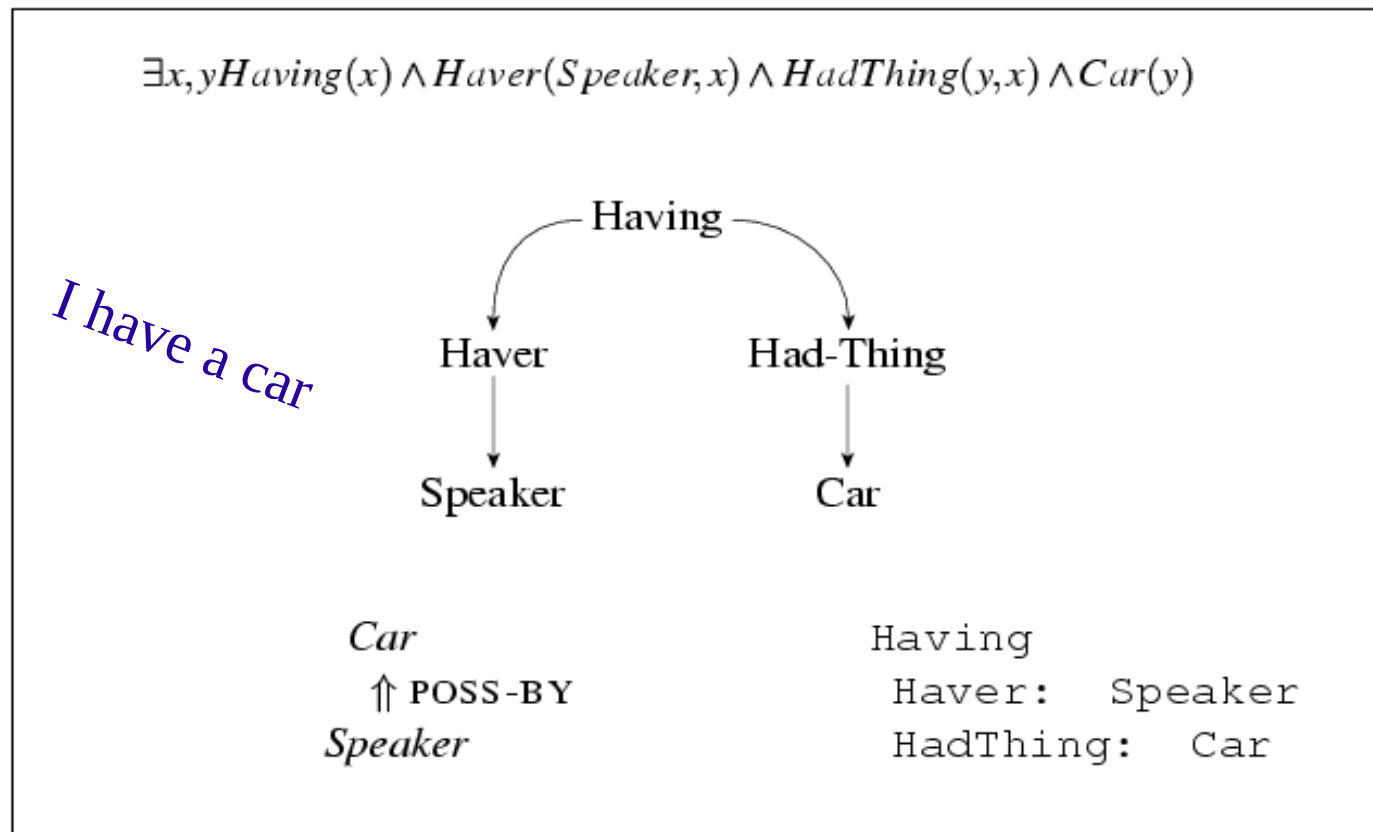 ∃x,yHaving(x) ∧ Haver(Speaker,x) ∧ HadThing(y,x) ∧ Car(y)
Having
I have a car
Haver Had-Thing
Speaker Car
Car
⇑ POSS-BY
Speaker
Having
Haver: Speaker
HadThing: Car